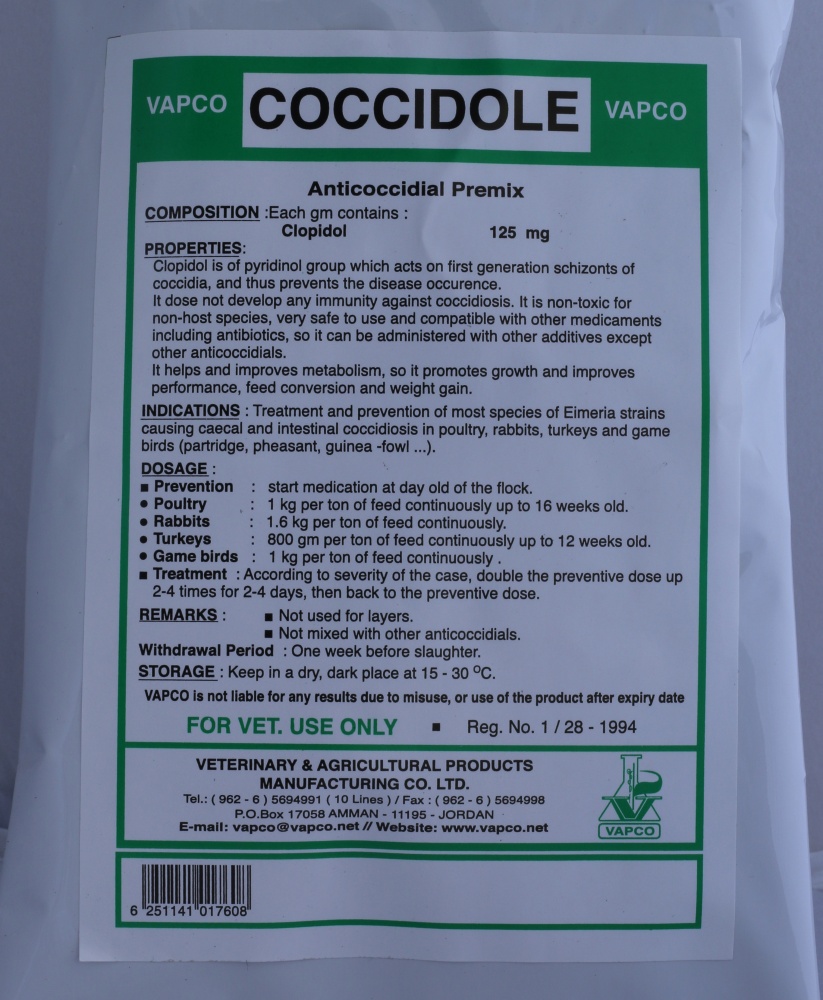 VAPCO COCCIDOLE VAPCO
Anticoccidial Premix
COMPOSITION :Each gm contains :
Clopidol 125 mg
PROPERTIES:
Clopidol is of pyridinol group which acts on first generation schizonts of
coccidia, and thus prevents the disease occurence.
It dose not develop any immunity against coccidiosis. It is non-toxic for
non-host species, very safe to use and compatible with other medicaments
including antibiotics, so it can be administered with other additives except
other anticoccidials.
It helps and improves metabolism, so it promotes growth and improves
performance, feed conversion and weight gain.
INDICATIONS : Treatment and prevention of most species of Eimeria strains
causing caecal and intestinal coccidiosis in poultry, rabbits, turkeys and game
birds (partridge, pheasant, guinea -fowl ...).
DOSAGE :
■ Prevention : start medication at day old of the flock.
● Poultry : 1 kg per ton of feed continuously up to 16 weeks old.
● Rabbits : 1.6 kg per ton of feed continuously.
● Turkeys : 800 gm per ton of feed continuously up to 12 weeks old.
● Game birds : 1 kg per ton of feed continuously .
■ Treatment : According to severity of the case, double the preventive dose up
2-4 times for 2-4 days, then back to the preventive dose.
REMARKS : ■ Not used for layers.
■ Not mixed with other anticoccidials.
Withdrawal Period : One week before slaughter.
STORAGE : Keep in a dry, dark place at 15 - 30 ºC.
VAPCO is not liable for any results due to misuse, or use of the product after expiry date
FOR VET. USE ONLY ■ Reg. No. 1 / 28 - 1994
VETERINARY & AGRICULTURAL PRODUCTS
MANUFACTURING CO. LTD.
Tel.: ( 962 - 6 ) 5694991 ( 10 Lines ) / Fax : ( 962 - 6 ) 5694998
P.O.Box 17058 AMMAN - 11195 - JORDAN
E-mail: vapco@vapco.net // Website: www.vapco.net
VAPCO
6 251141 017608